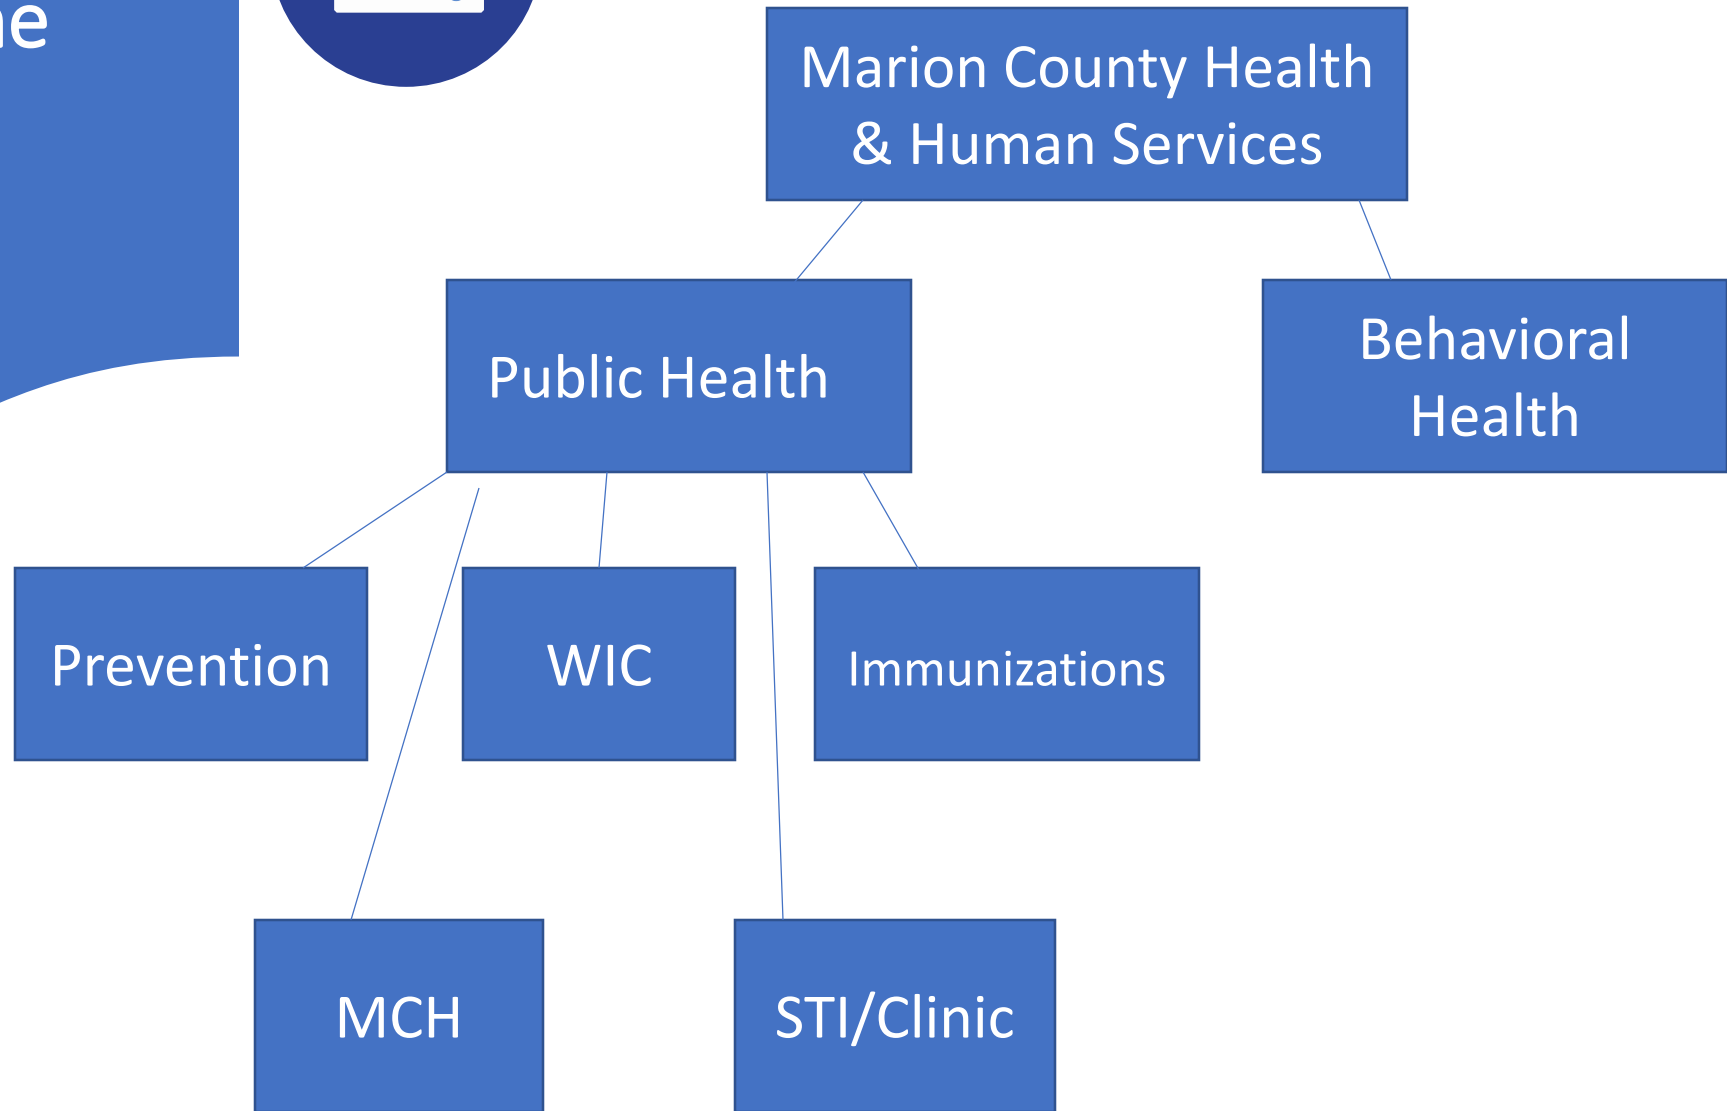 Marion County Health
& Human Services
Public Health
Behavioral
Health
Prevention
WIC
Immunizations
MCH
STI/Clinic